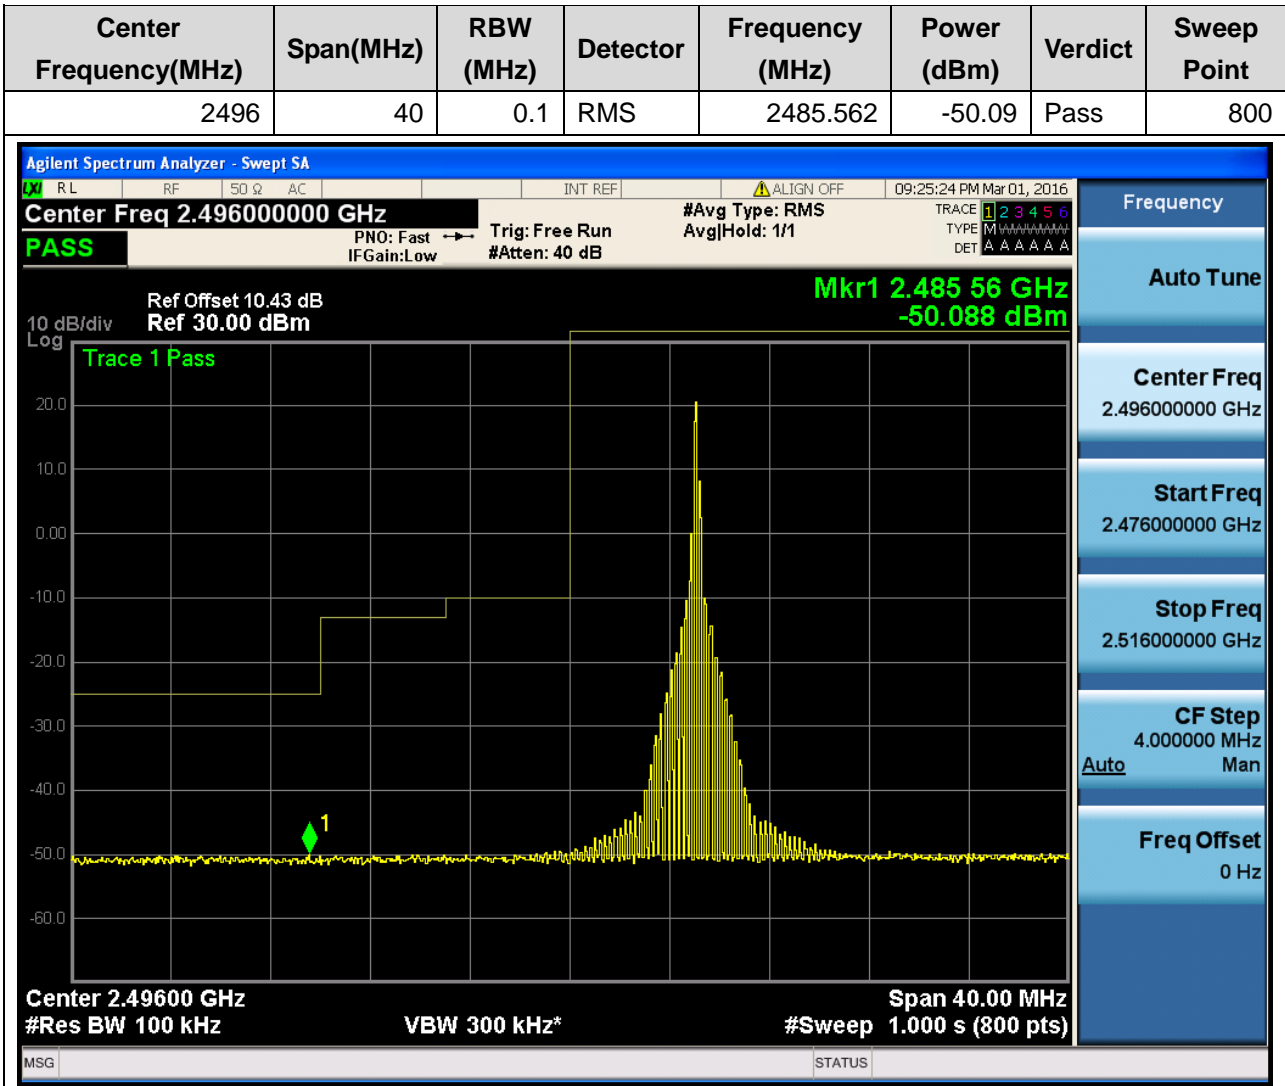 Center Frequency(MHz) Span(MHz) RBW (MHz) Detector Frequency (MHz) Power (dBm) Verdict Sweep Point
2496 40 0.1 RMS 2485.562 -50.09 Pass 800
Agilent Spectrum Analyzer - Swept SA
LXI RL RF 50 Ω AC INT REF ALIGN OFF 09:25:24 PM Mar 01, 2016
Center Freq 2.496000000 GHz
PASS
PNO: Fast
IFGain:Low
Trig: Free Run
#Atten: 40 dB
#Avg Type: RMS
Avg|Hold: 1/1
TRACE 1 2 3 4 5 6
TYPE M
DET A A A A A A
Mkr1 2.485 56 GHz
-50.088 dBm
Ref Offset 10.43 dB
10 dB/div Ref 30.00 dBm
Log
Trace 1 Pass
20.0
10.0
0.00
-10.0
-20.0
-30.0
-40.0
1
-50.0
-60.0
Center 2.49600 GHz Span 40.00 MHz
#Res BW 100 kHz VBW 300 kHz* #Sweep 1.000 s (800 pts)
MSG STATUS
Frequency
Auto Tune
Center Freq
2.496000000 GHz
Start Freq
2.476000000 GHz
Stop Freq
2.516000000 GHz
CF Step
4.000000 MHz
Auto Man
Freq Offset
0 Hz